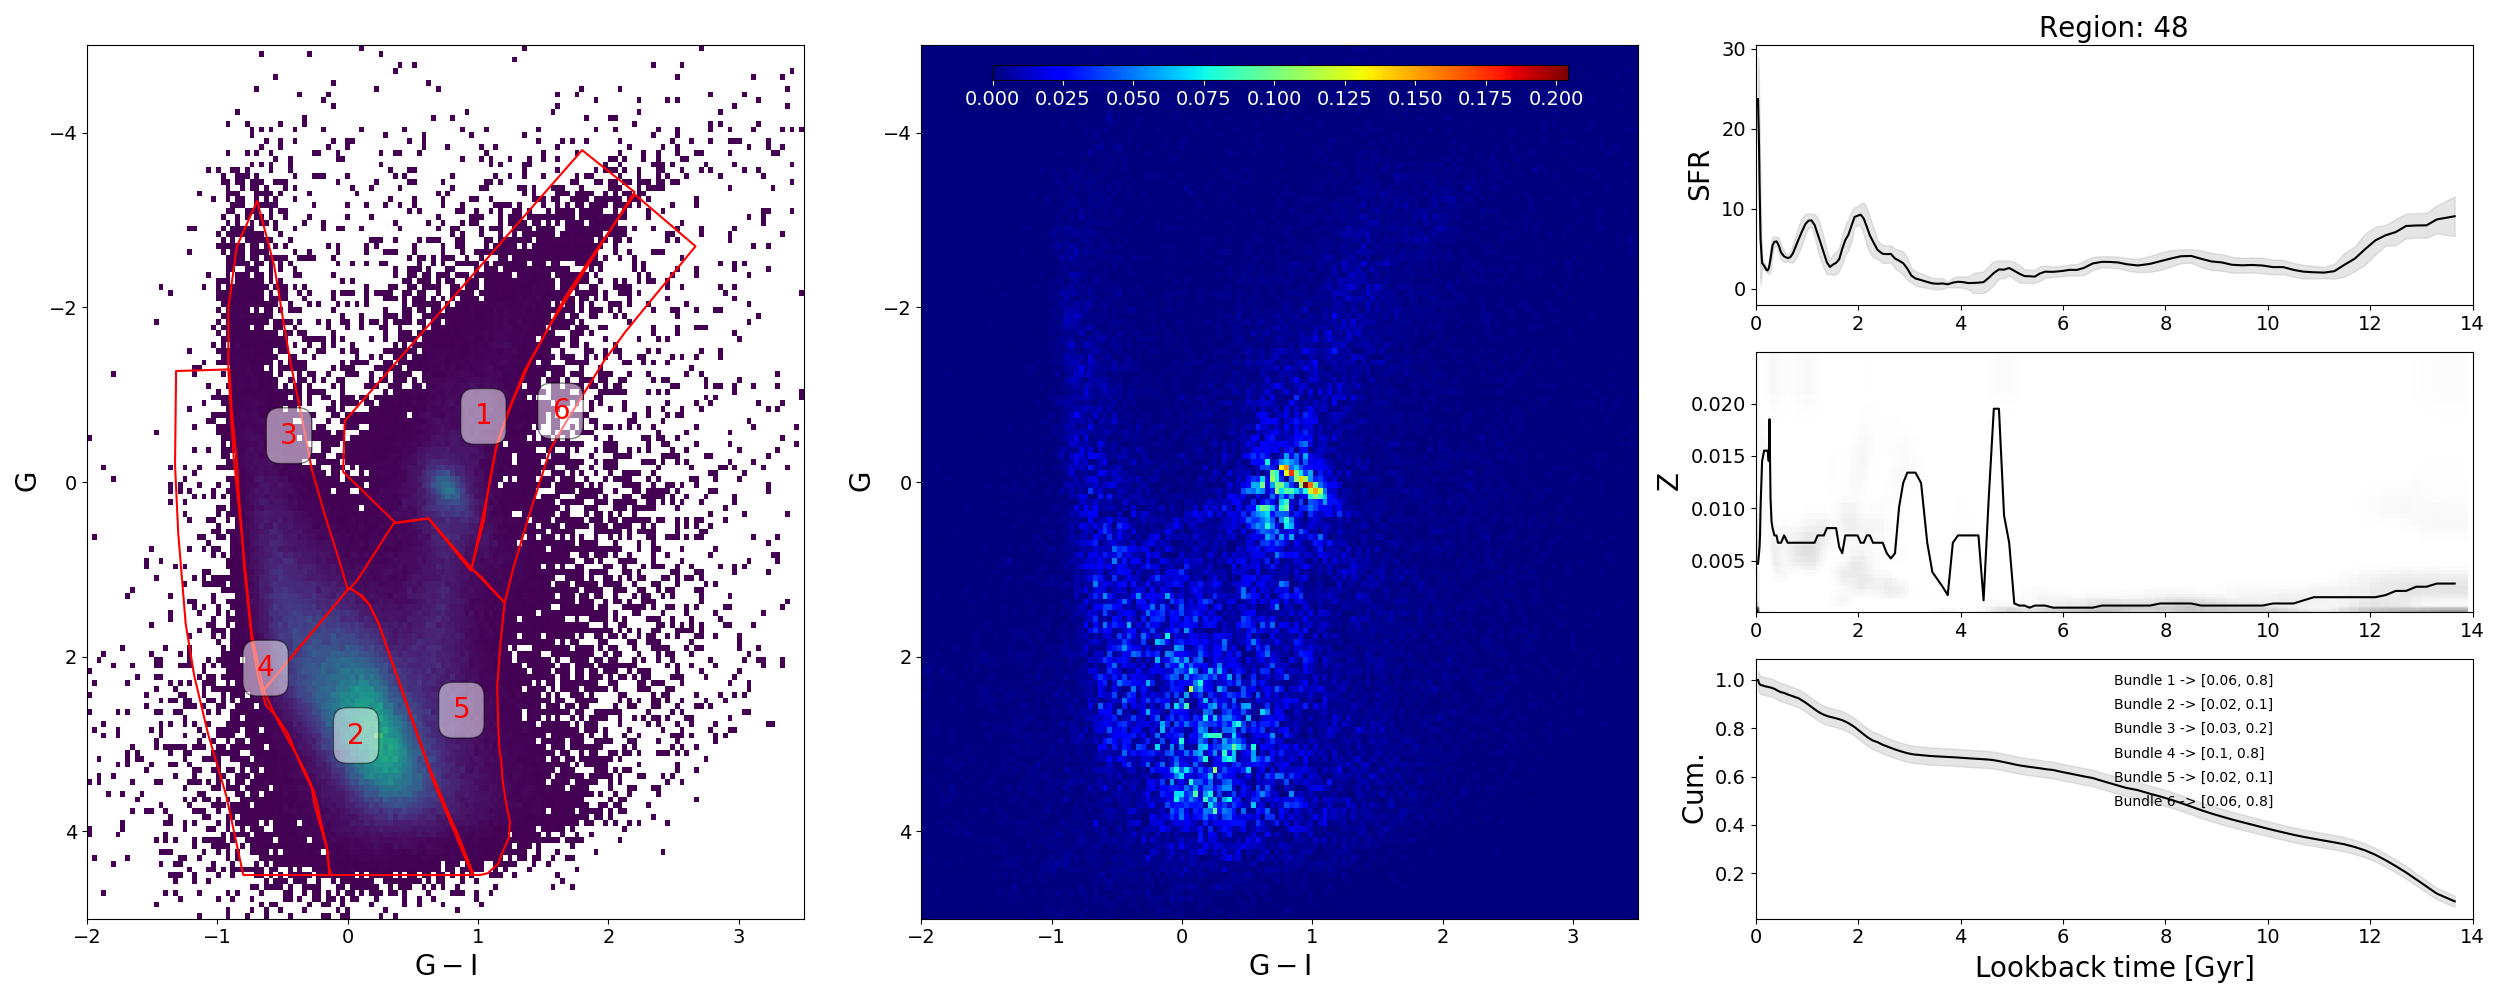 −4
−2
0
2
4
G
−2
−1
0
1
2
3
G − I
1
2
3
4
5
6
0.000 0.025 0.050 0.075 0.100 0.125 0.150 0.175 0.200
−4
−2
0
2
4
G
−2
−1
0
1
2
3
G − I
Region: 48
30
20
10
0
SFR
0 2 4 6 8 10 12 14
0.020
0.015
0.010
0.005
Z
0 2 4 6 8 10 12 14
1.0
0.8
0.6
0.4
0.2
Cum.
Bundle 1 -> [0.06, 0.8]
Bundle 2 -> [0.02, 0.1]
Bundle 3 -> [0.03, 0.2]
Bundle 4 -> [0.1, 0.8]
Bundle 5 -> [0.02, 0.1]
Bundle 6 -> [0.06, 0.8]
0 2 4 6 8 10 12 14
Lookback time [Gyr]